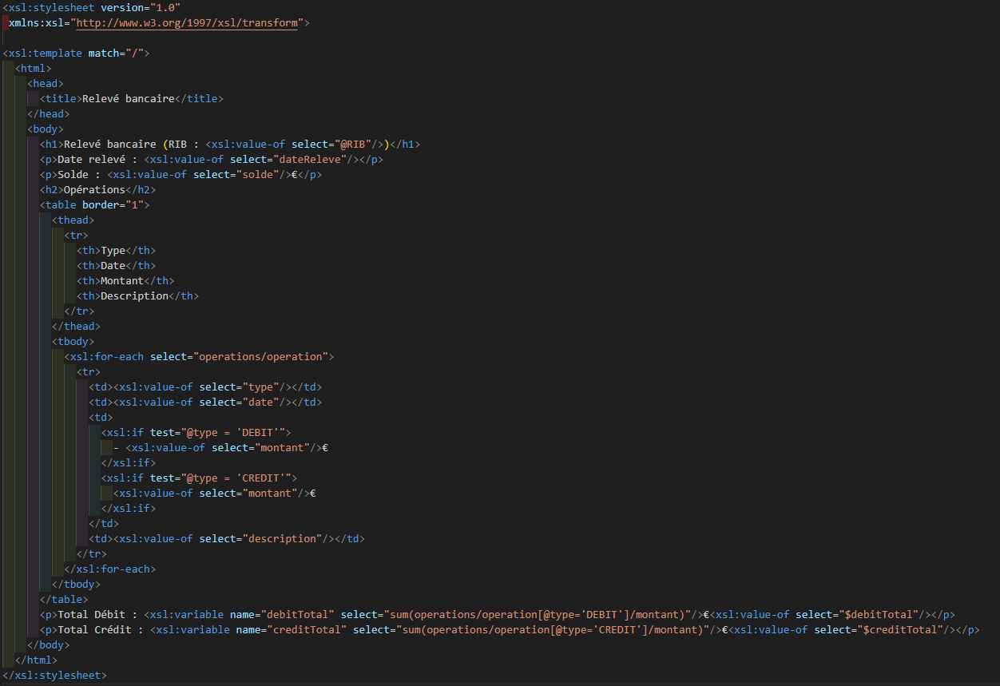 <xsl:stylesheet version="1.0"
xmlns:xsl="http://www.w3.org/1997/xsl/transform">
<xsl:template match="/">
<html>
<head>
<title>Relevé bancaire</title>
</head>
<body>
<h1>Relevé bancaire (RIB : <xsl:value-of select="@RIB"/>)</h1>
<p>Date relevé : <xsl:value-of select="dateReleve"/></p>
<p>Solde : <xsl:value-of select="solde"/>€</p>
<h2>Opérations</h2>
<table border="1">
<thead>
<tr>
<th>Type</th>
<th>Date</th>
<th>Montant</th>
<th>Description</th>
</tr>
</thead>
<tbody>
<xsl:for-each select="operations/operation">
<tr>
<td><xsl:value-of select="type"/></td>
<td><xsl:value-of select="date"/></td>
<td>
<xsl:if test="@type = 'DEBIT'">
- <xsl:value-of select="montant"/>€
</xsl:if>
<xsl:if test="@type = 'CREDIT'">
<xsl:value-of select="montant"/>€
</xsl:if>
</td>
<td><xsl:value-of select="description"/></td>
</tr>
</xsl:for-each>
</tbody>
</table>
<p>Total Débit : <xsl:variable name="debitTotal" select="sum(operations/operation[@type='DEBIT']/montant)"/>€<xsl:value-of select="$debitTotal"/></p>
<p>Total Crédit : <xsl:variable name="creditTotal" select="sum(operations/operation[@type='CREDIT']/montant)"/>€<xsl:value-of select="$creditTotal"/></p>
</body>
</html>
</xsl:stylesheet>